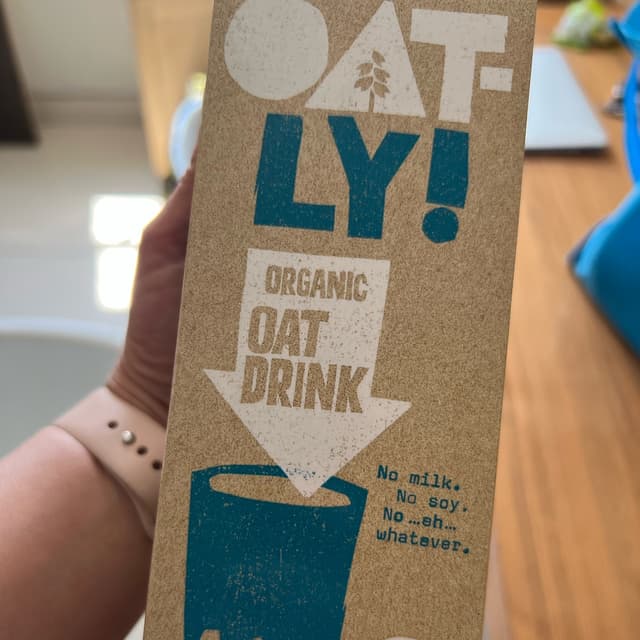 OAT-
LY!
ORGANIC
OAT
DRINK
No milk.
No soy.
No …eh…
whatever.